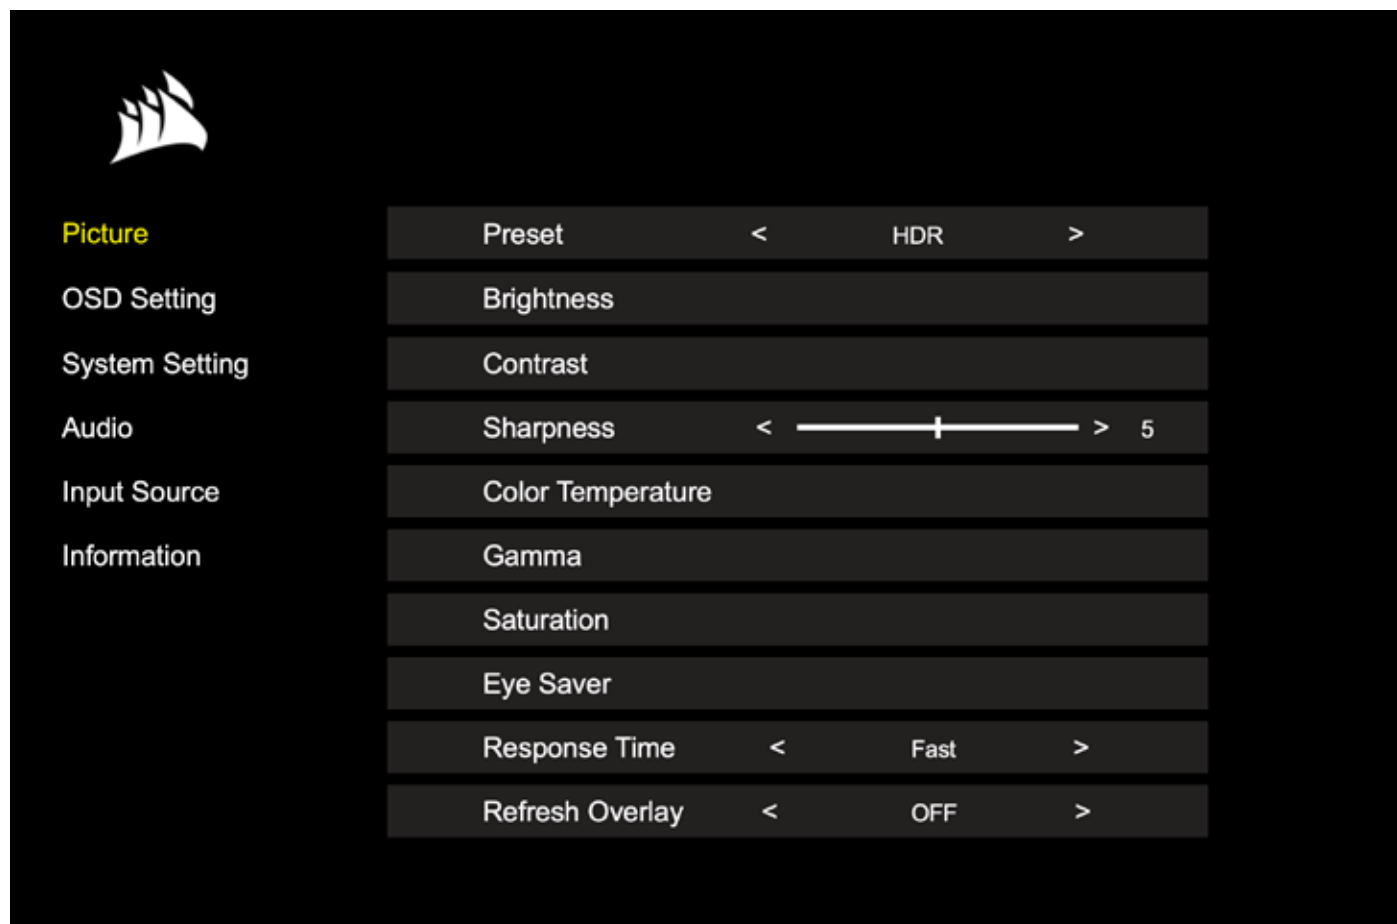 Picture
OSD Setting
System Setting
Audio
Input Source
Information
Preset < HDR >
Brightness
Contrast
Sharpness < > 5
Color Temperature
Gamma
Saturation
Eye Saver
Response Time < Fast >
Refresh Overlay < OFF >